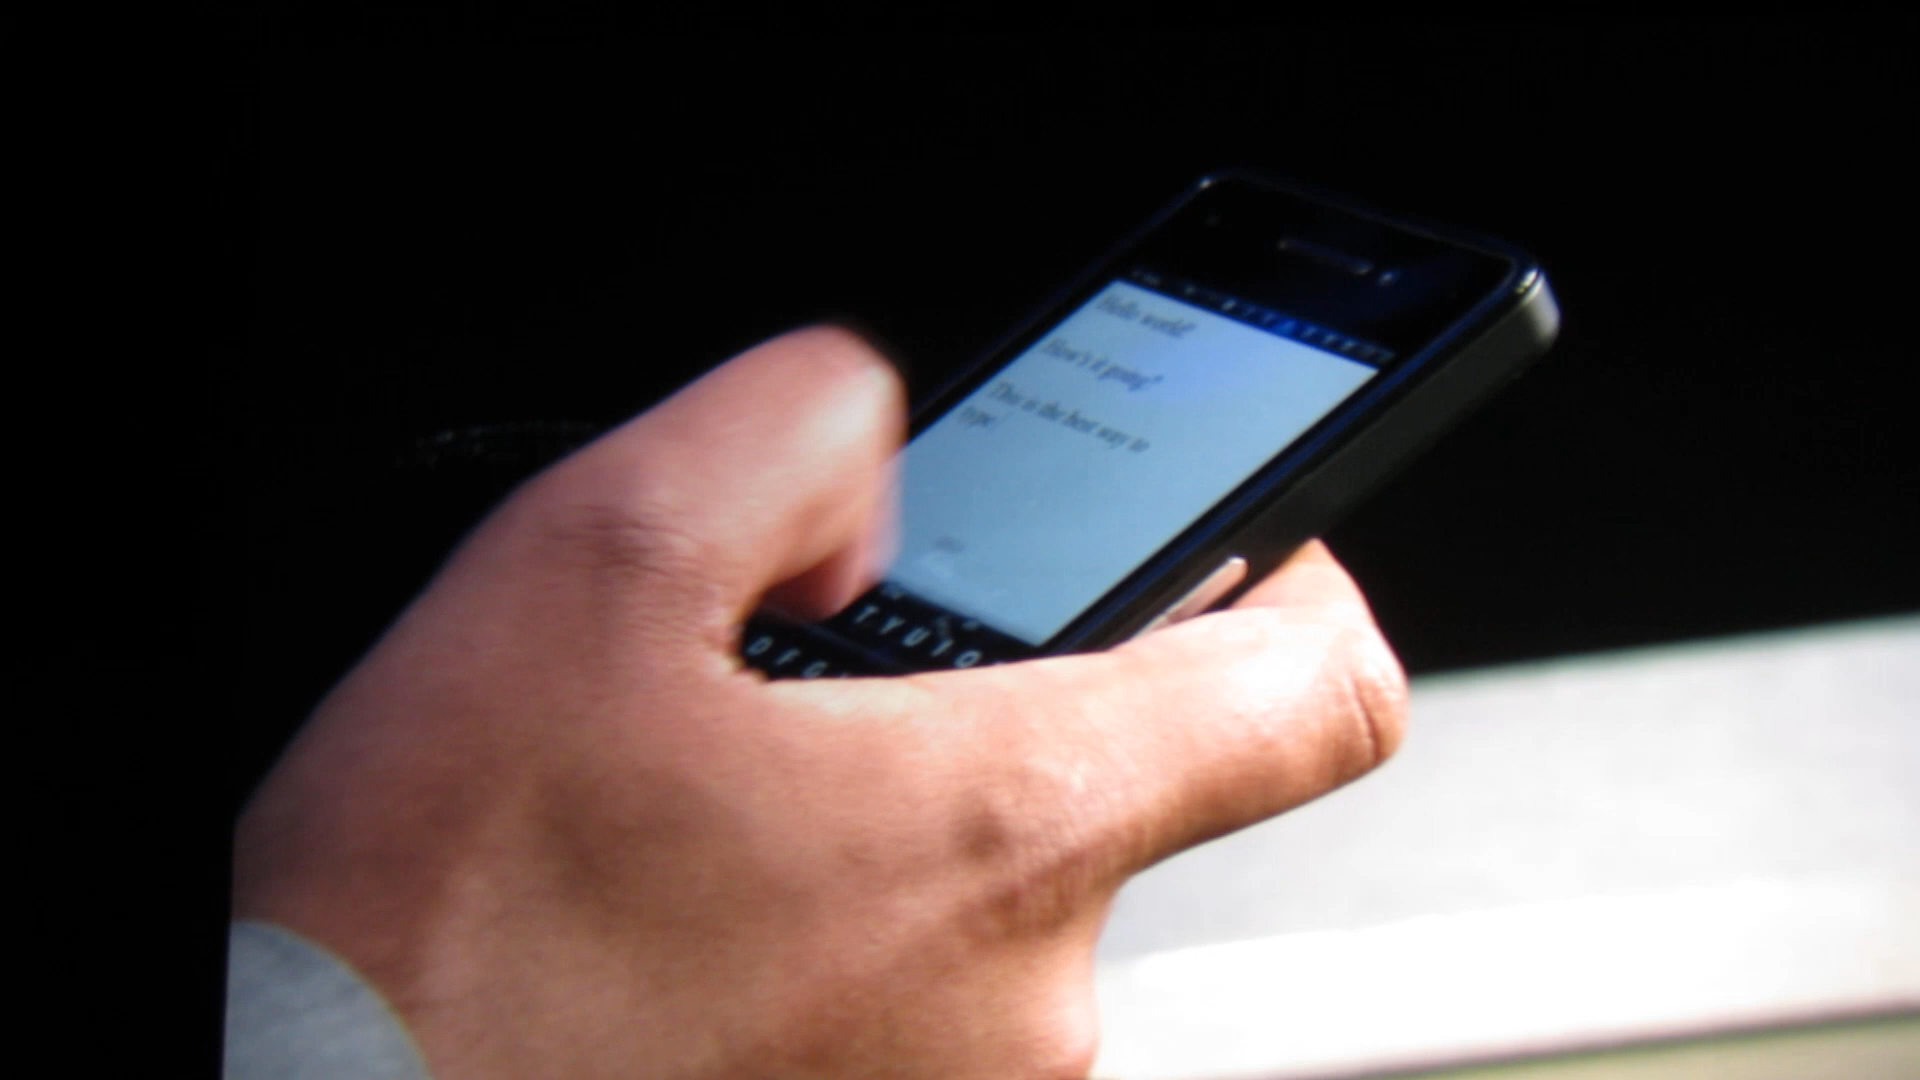 Hello world!
How's it going?
This is the best way to
type
T Y U I O
D F G